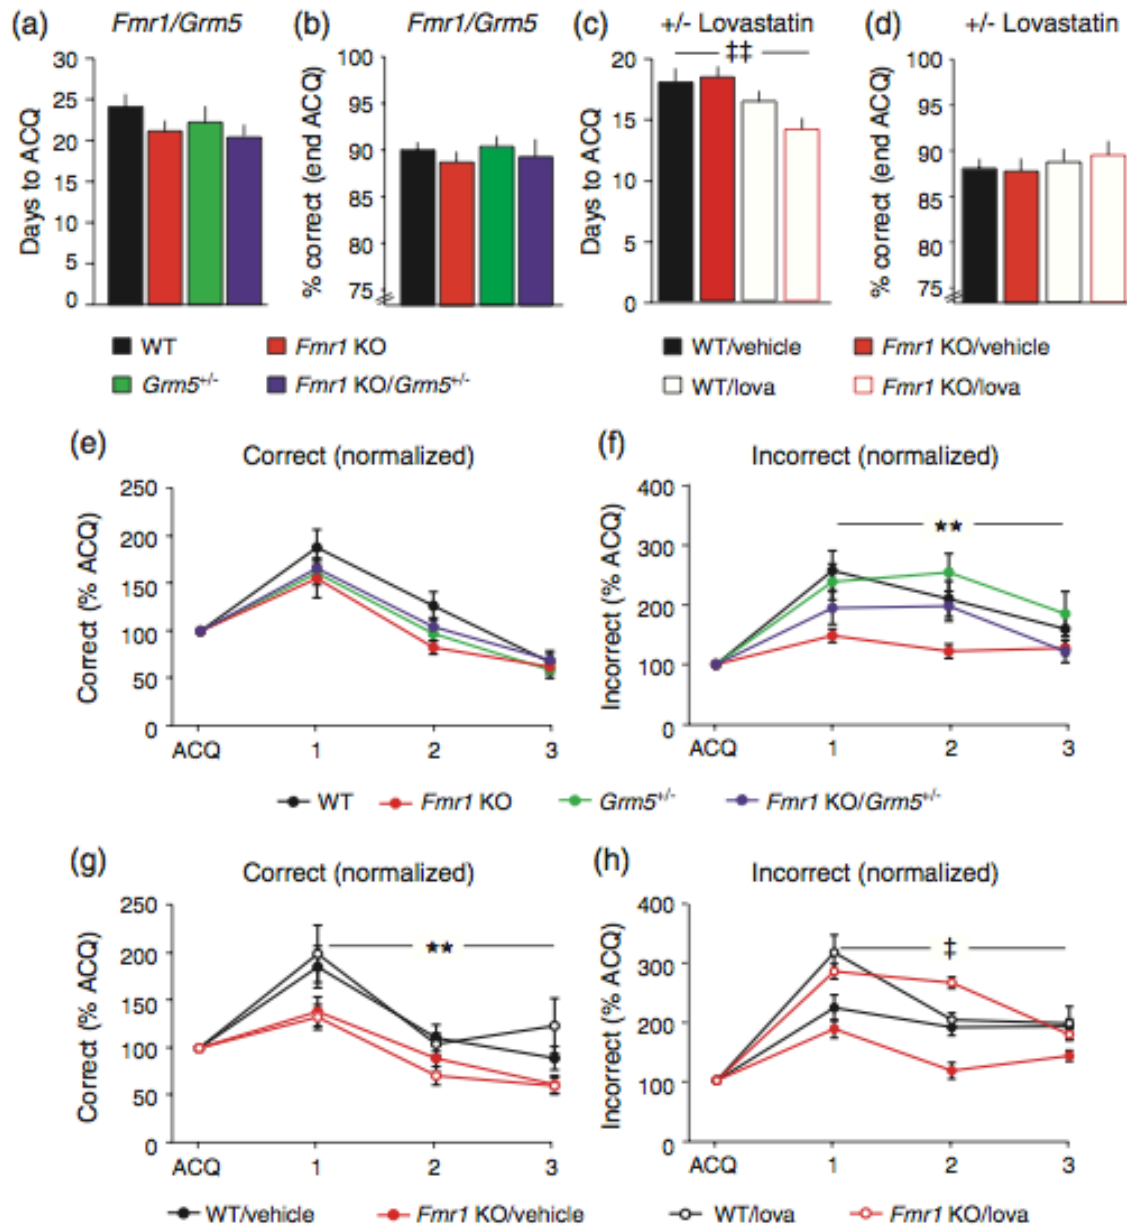 (a) Fmr1/Grm5 (b) Fmr1/Grm5 (c) +/- Lovastatin (d) +/- Lovastatin
Days to ACQ
30
25
20
15
10
5
0
% correct (end ACQ)
100
95
90
85
80
75
Days to ACQ
‡‡
20
15
10
5
0
% correct (end ACQ)
100
95
90
85
80
75
WT Fmr1 KO
Grm5+/- Fmr1 KO/Grm5+/-
WT/vehicle Fmr1 KO/vehicle
WT/lova Fmr1 KO/lova
(e) Correct (normalized)
Correct (% ACQ)
250
200
150
100
50
0
ACQ 1 2 3
(f) Incorrect (normalized)
Incorrect (% ACQ)
400
300
200
100
0
★★
ACQ 1 2 3
WT Fmr1 KO Grm5+/- Fmr1 KO/Grm5+/-
(g) Correct (normalized)
Correct (% ACQ)
250
200
150
100
50
0
★★
ACQ 1 2 3
(h) Incorrect (normalized)
Incorrect (% ACQ)
400
300
200
100
0
‡
ACQ 1 2 3
WT/vehicle Fmr1 KO/vehicle WT/lova Fmr1 KO/lova